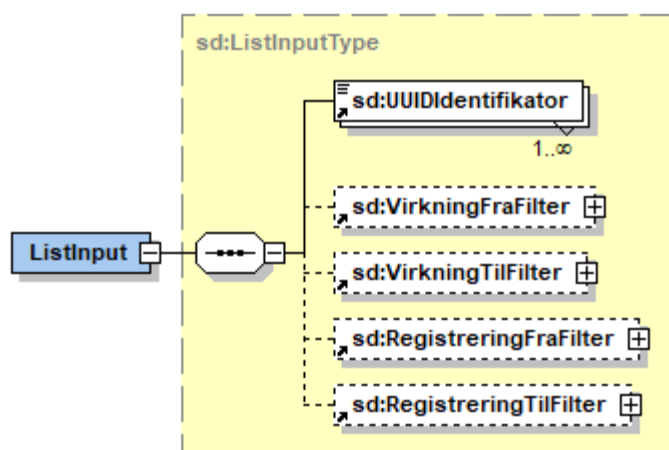 sd:ListInputType
sd:UUIDIdentifikator
1..∞
sd:VirkningFraFilter
ListInput
sd:VirkningTilFilter
sd:RegistreringFraFilter
sd:RegistreringTilFilter